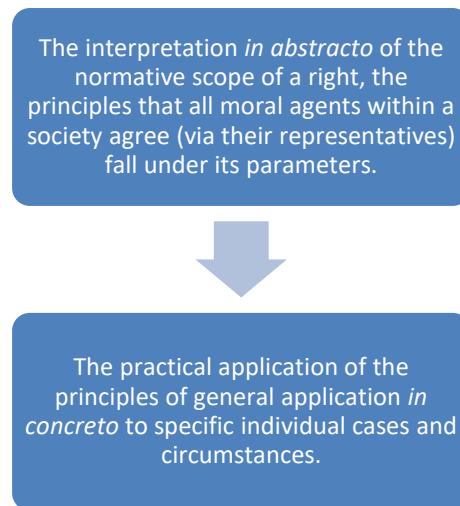 The interpretation in abstracto of the
normative scope of a right, the
principles that all moral agents within a
society agree (via their representatives)
fall under its parameters.
The practical application of the
principles of general application in
concreto to specific individual cases and
circumstances.